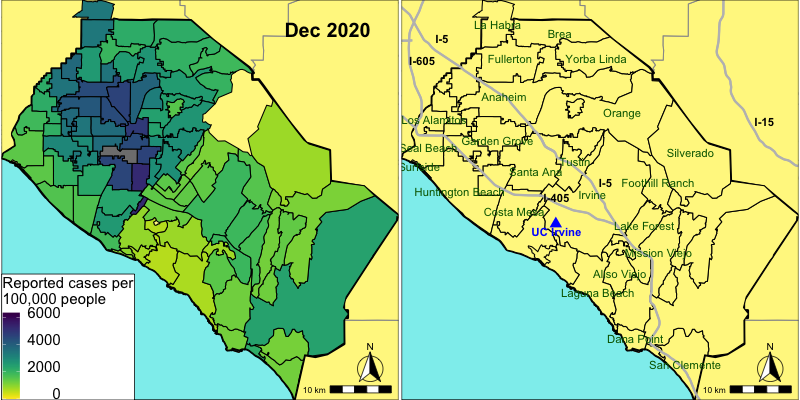 Dec 2020
Reported cases per
100,000 people
6000
4000
2000
0
N
10 km
La Habra
Brea
I-5
I-605
Fullerton
Yorba Linda
Anaheim
Orange
Los Alamitos
I-15
Garden Grove
Seal Beach
Silverado
Tustin
Sunside
Santa Ana
I-5
Foothill Ranch
Huntington Beach
Irvine
I-405
Costa Mesa
Lake Forest
UC Irvine
Mission Viejo
Aliso Viejo
Laguna Beach
Dana Point
San Clemente
N
10 km